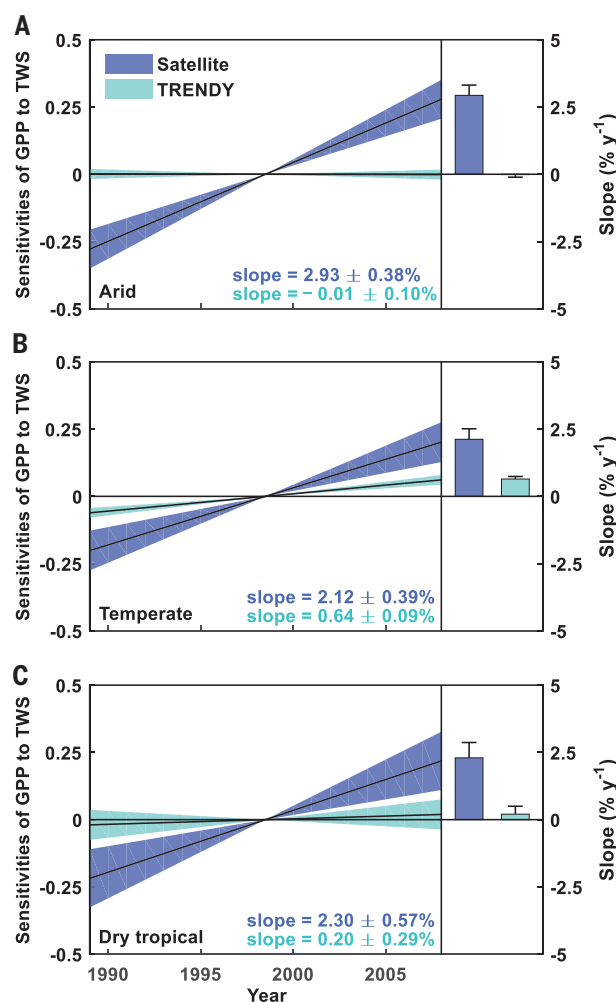 A
Sensitivities of GPP to TWS
0.5
0.25
0
-0.25
-0.5
Satellite
TRENDY
slope = 2.93 ± 0.38%
slope = − 0.01 ± 0.10%
Arid
5
2.5
0
-2.5
-5
Slope (% y⁻¹)
B
Sensitivities of GPP to TWS
0.5
0.25
0
-0.25
-0.5
slope = 2.12 ± 0.39%
slope = 0.64 ± 0.09%
Temperate
5
2.5
0
-2.5
-5
Slope (% y⁻¹)
C
Sensitivities of GPP to TWS
0.5
0.25
0
-0.25
-0.5
slope = 2.30 ± 0.57%
slope = 0.20 ± 0.29%
Dry tropical
5
2.5
0
-2.5
-5
Slope (% y⁻¹)
1990 1995 2000 2005
Year